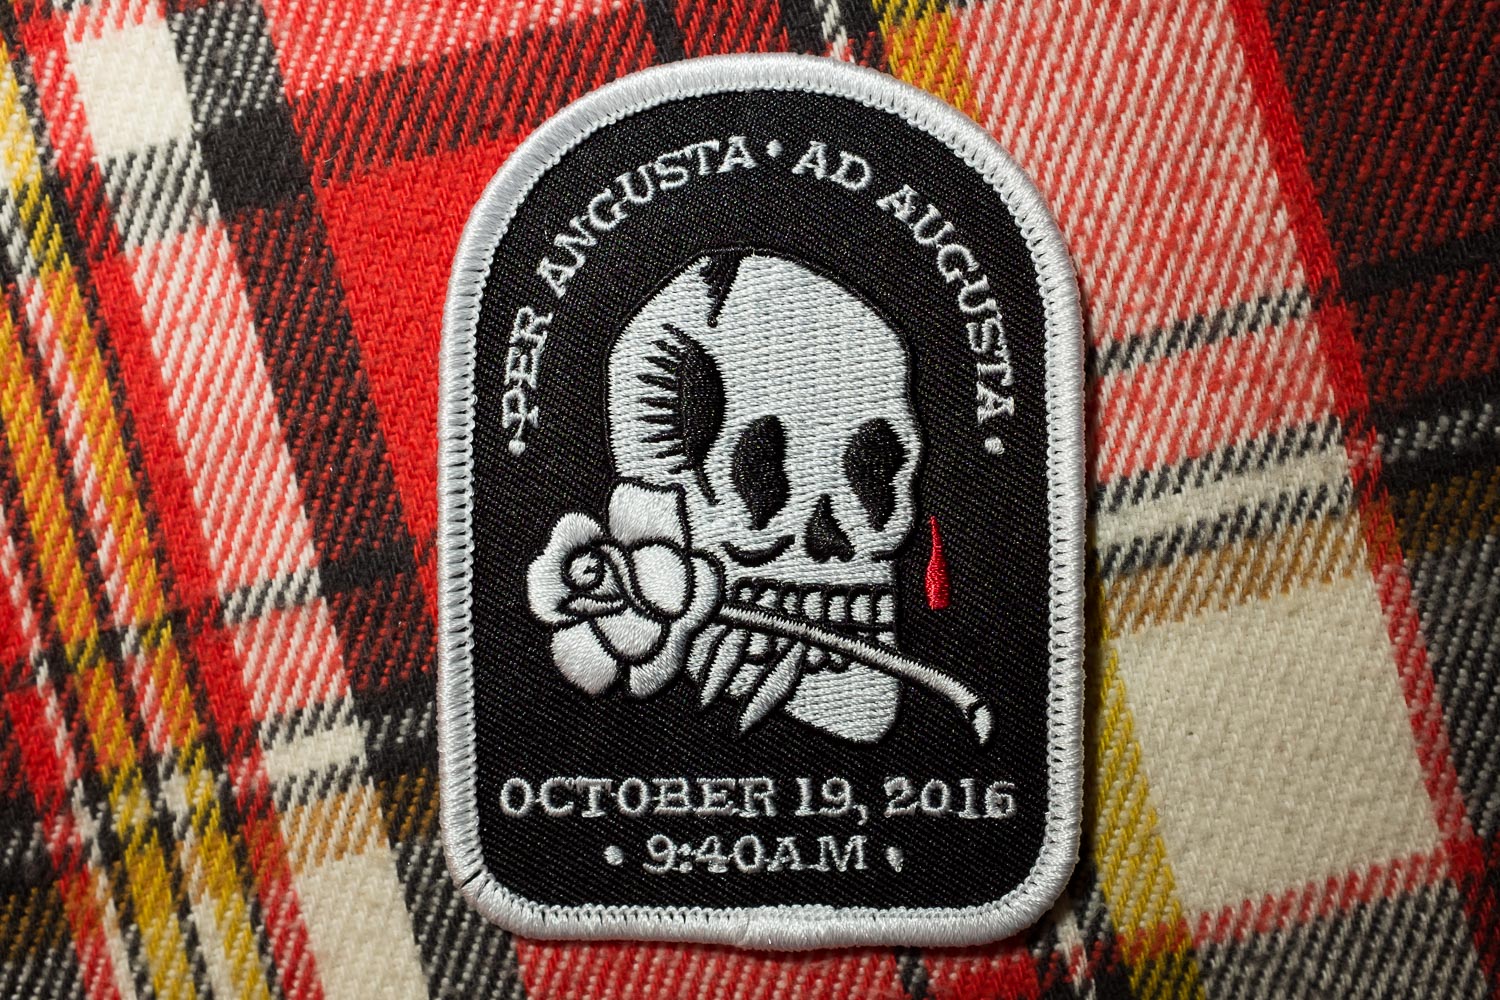 •PER ANGUSTA • AD AUGUSTA•
OCTOBER 19, 2016
• 9:40AM •